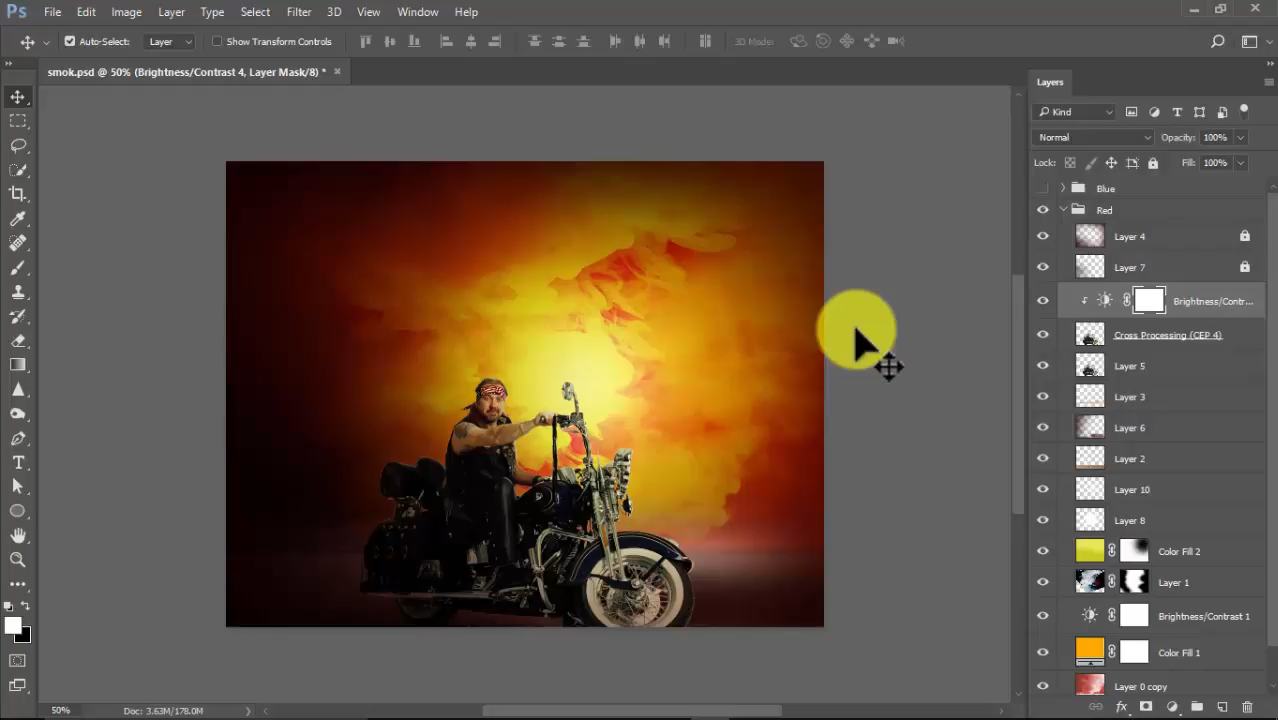 Ps File Edit Image Layer Type Select Filter 3D View Window Help
Auto-Select: Layer Show Transform Controls 3D Mode:
smok.psd @ 50% (Brightness/Contrast 4, Layer Mask/8) *
Layers
Kind
Normal Opacity: 100%
Lock: Fill: 100%
Blue
Red
Layer 4
Layer 7
Brightness/Contr...
Cross Processing (CEP 4)
Layer 5
Layer 3
Layer 6
Layer 2
Layer 10
Layer 8
Color Fill 2
Layer 1
Brightness/Contrast 1
Color Fill 1
Layer 0 copy
50% Doc: 3.63M/178.0M